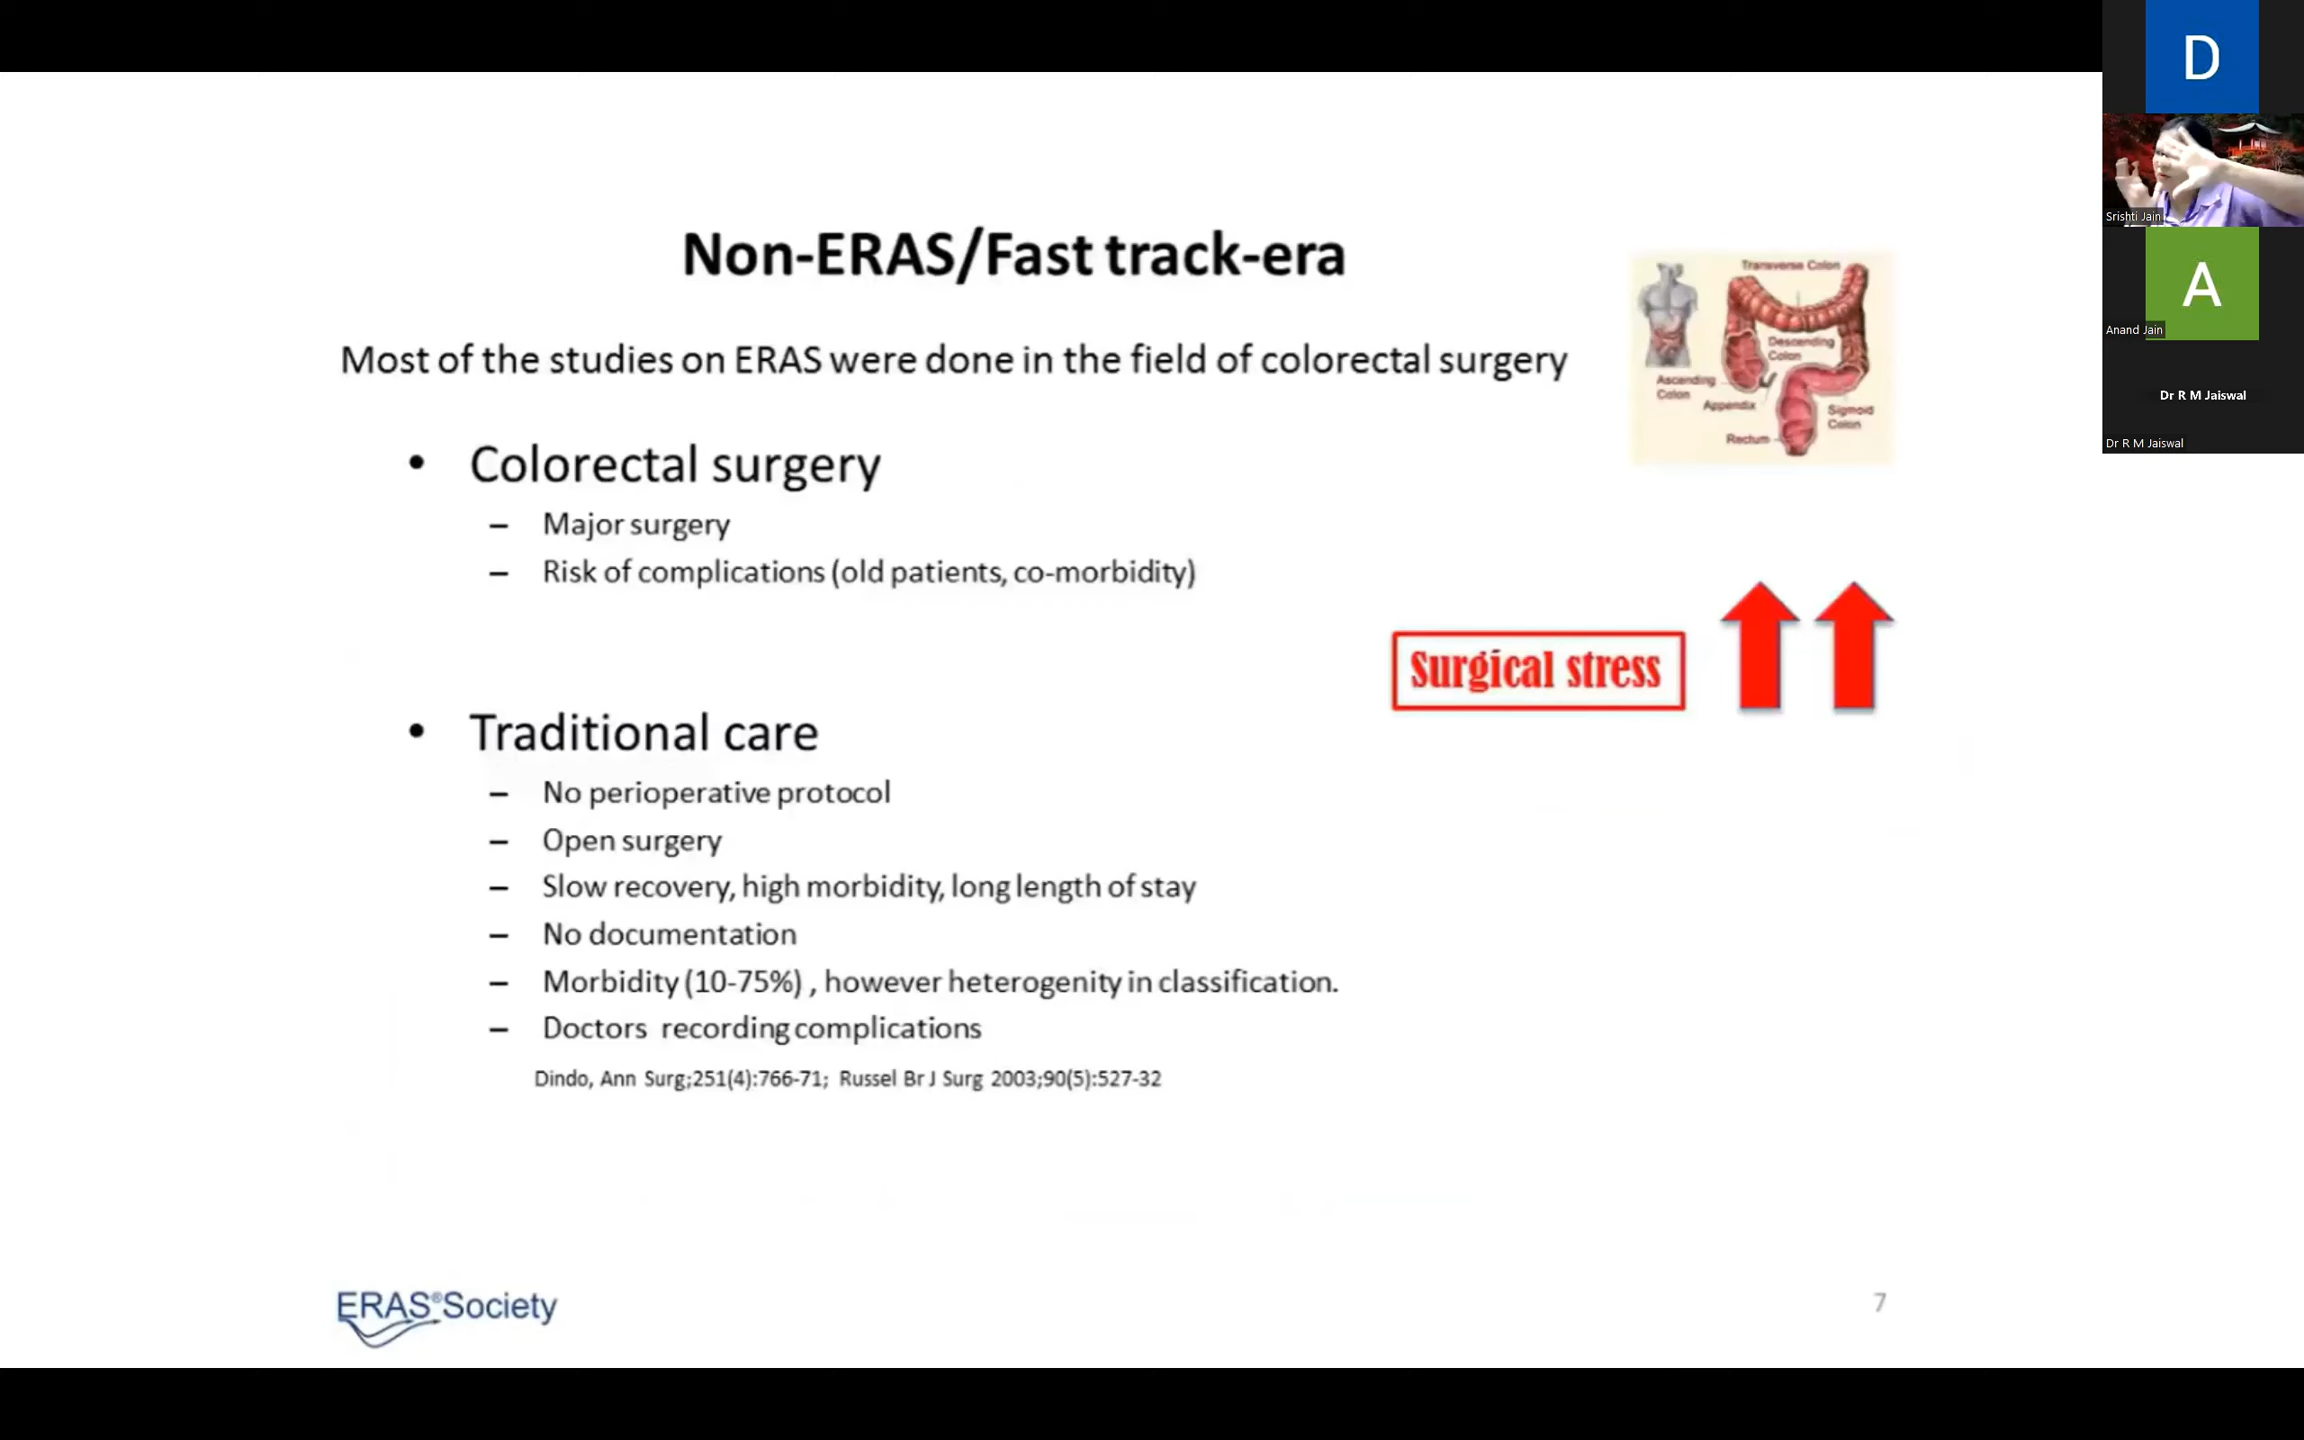 Non-ERAS/Fast track-era
Most of the studies on ERAS were done in the field of colorectal surgery
• Colorectal surgery
– Major surgery
– Risk of complications (old patients, co-morbidity)
Surgical stress
• Traditional care
– No perioperative protocol
– Open surgery
– Slow recovery, high morbidity, long length of stay
– No documentation
– Morbidity (10-75%) , however heterogenity in classification.
– Doctors recording complications
Dindo, Ann Surg;251(4):766-71; Russel Br J Surg 2003;90(5):527-32
ERAS®Society
7
Transverse Colon
Descending
Colon
Ascending
Colon
Appendix
Sigmoid
Colon
Rectum
D
Srishti Jain
A
Anand Jain
Dr R M Jaiswal
Dr R M Jaiswal